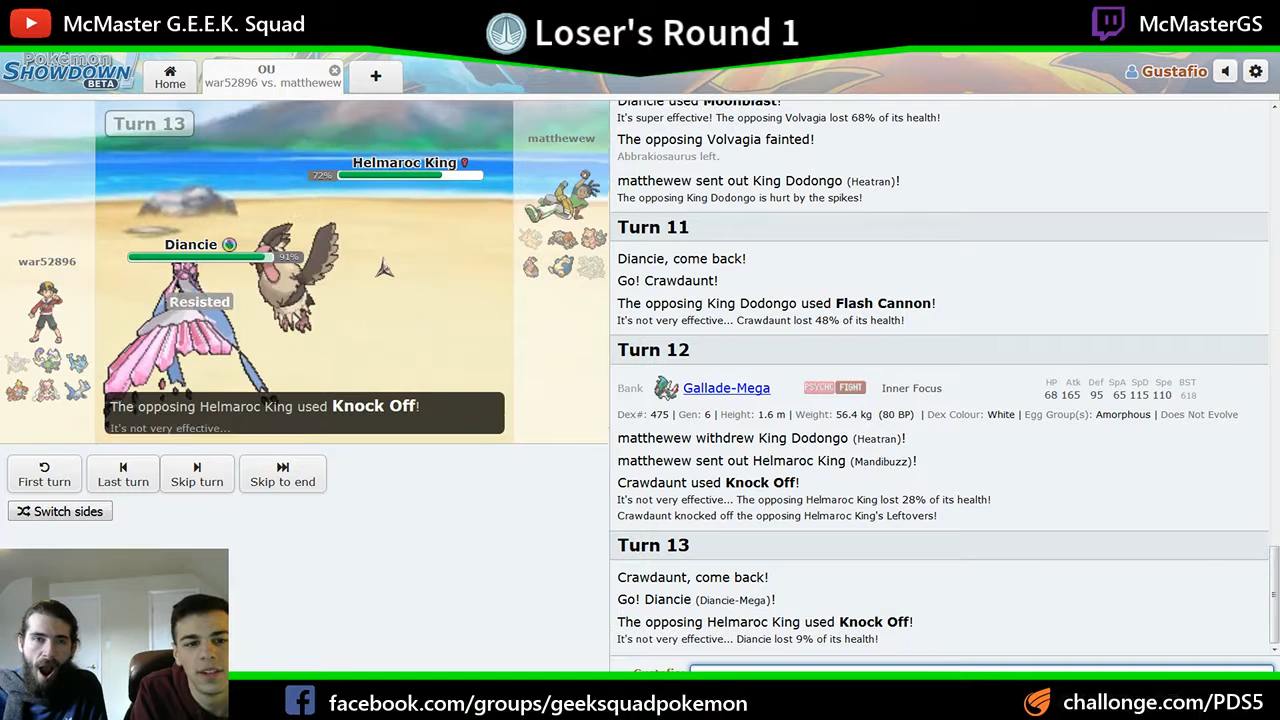 McMaster G.E.E.K. Squad
Loser's Round 1
McMasterGS
Pokémon
SHOWDOWN
BETA
Home
OU
war52896 vs. matthewew
Gustafio
Turn 13
matthewew
Helmaroc King
72%
Diancie
91%
war52896
Resisted
The opposing Helmaroc King used Knock Off!
It's not very effective...
First turn
Last turn
Skip turn
Skip to end
Switch sides
Diancie used Moonblast!
It's super effective! The opposing Volvagia lost 68% of its health!
The opposing Volvagia fainted!
Abbrakiosaurus left.
matthewew sent out King Dodongo (Heatran)!
The opposing King Dodongo is hurt by the spikes!
Turn 11
Diancie, come back!
Go! Crawdaunt!
The opposing King Dodongo used Flash Cannon!
It's not very effective... Crawdaunt lost 48% of its health!
Turn 12
Bank Gallade-Mega PSYCHC FIGHT Inner Focus HP Atk Def SpA SpD Spe BST
68 165 95 65 115 110 618
Dex#: 475 | Gen: 6 | Height: 1.6 m | Weight: 56.4 kg (80 BP) | Dex Colour: White | Egg Group(s): Amorphous | Does Not Evolve
matthewew withdrew King Dodongo (Heatran)!
matthewew sent out Helmaroc King (Mandibuzz)!
Crawdaunt used Knock Off!
It's not very effective... The opposing Helmaroc King lost 28% of its health!
Crawdaunt knocked off the opposing Helmaroc King's Leftovers!
Turn 13
Crawdaunt, come back!
Go! Diancie (Diancie-Mega)!
The opposing Helmaroc King used Knock Off!
It's not very effective... Diancie lost 9% of its health!
Gustafio
facebook.com/groups/geeksquadpokemon
challonge.com/PDS5